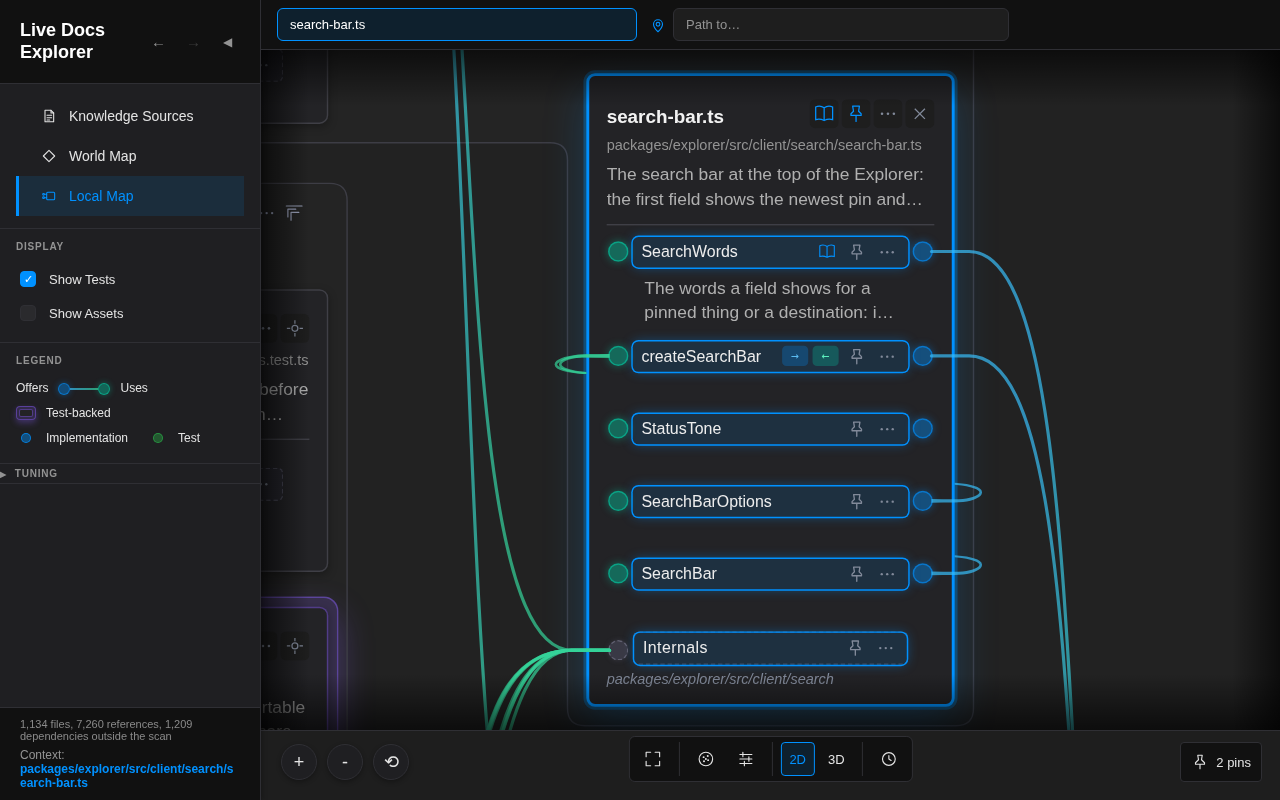 Live Docs
Explorer
← → ◀
search-bar.ts
Path to…
Knowledge Sources
World Map
Local Map
DISPLAY
✓ Show Tests
Show Assets
LEGEND
Offers Uses
Test-backed
Implementation Test
▶ TUNING
1,134 files, 7,260 references, 1,209
dependencies outside the scan
Context:
packages/explorer/src/client/search/s
earch-bar.ts
s.test.ts
before
rtable
search-bar.ts
packages/explorer/src/client/search/search-bar.ts
The search bar at the top of the Explorer:
the first field shows the newest pin and…
SearchWords
The words a field shows for a
pinned thing or a destination: i…
createSearchBar → ←
StatusTone
SearchBarOptions
SearchBar
Internals
packages/explorer/src/client/search
+ - ⟲
2D 3D
2 pins